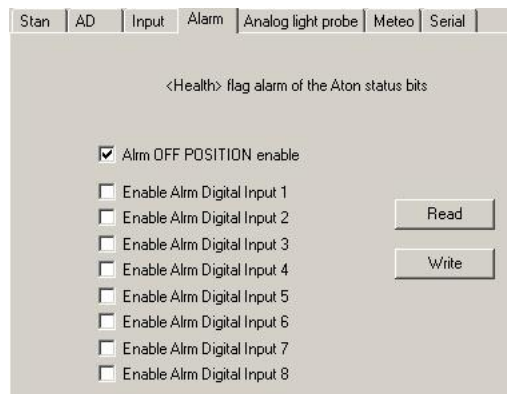 Stan AD Input Alarm Analog light probe Meteo Serial
<Health> flag alarm of the Aton status bits
Alrm OFF POSITION enable
Enable Alrm Digital Input 1
Enable Alrm Digital Input 2
Read
Enable Alrm Digital Input 3
Enable Alrm Digital Input 4
Write
Enable Alrm Digital Input 5
Enable Alrm Digital Input 6
Enable Alrm Digital Input 7
Enable Alrm Digital Input 8